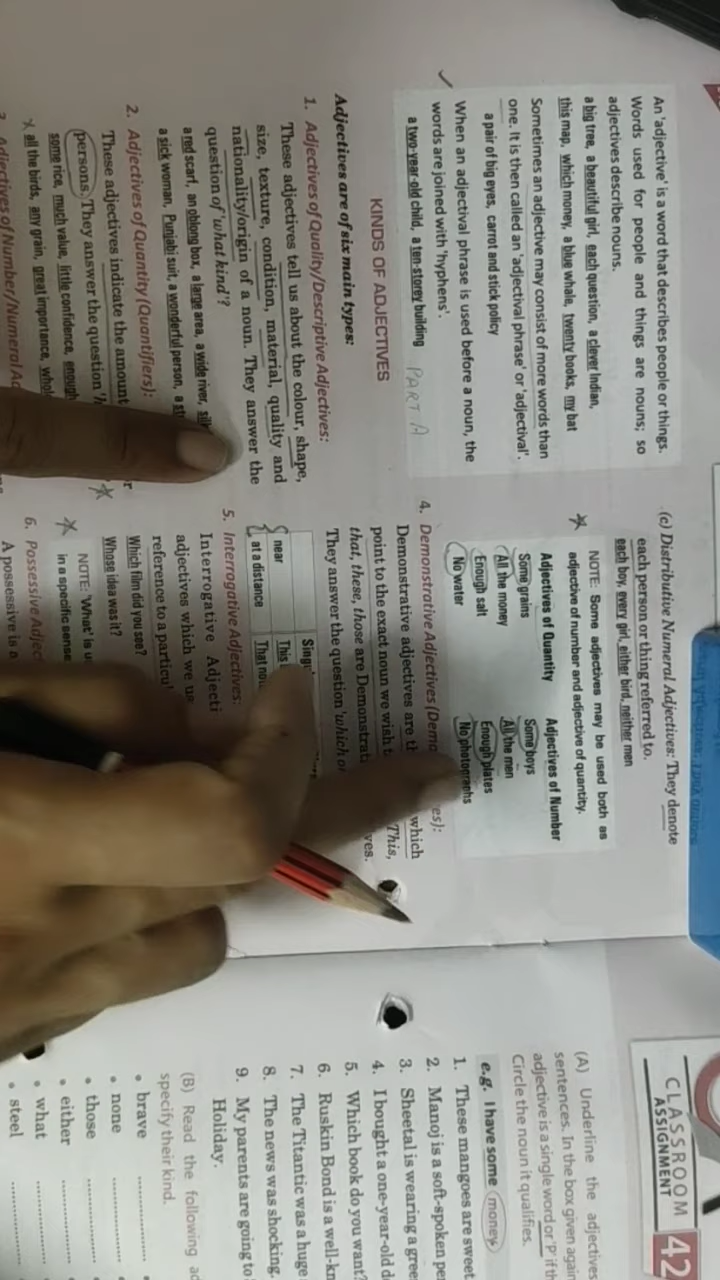 An 'adjective' is a word that describes people or things.
Words used for people and things are nouns; so
adjectives describe nouns.
a big tree, a beautiful girl, each question, a clever Indian,
this map, which money, a blue whale, twenty books, my bat
Sometimes an adjective may consist of more words than
one. It is then called an 'adjectival phrase' or 'adjectival'.
a pair of big eyes, carrot and stick policy
When an adjectival phrase is used before a noun, the
words are joined with 'hyphens'.
a two-year-old child, a ten-storey building
PART A
KINDS OF ADJECTIVES
Adjectives are of six main types:
1. Adjectives of Quality/Descriptive Adjectives:
These adjectives tell us about the colour, shape,
size, texture, condition, material, quality and
nationality/origin of a noun. They answer the
question of 'what kind'?
a red scarf, an oblong box, a large area, a wide river,
a sick woman, Punjabi suit, a wonderful person, a
2. Adjectives of Quantity (Quantifiers):
These adjectives indicate the amount
persons. They answer the question
some rice, much value, little confidence, enough
all the birds, any grain, great importance,
Adjectives of Number/Numeral
(c) Distributive Numeral Adjectives: They denote
each person or thing referred to.
each boy, every girl, either bird, neither men
NOTE: Some adjectives may be used both as
adjective of number and adjective of quantity.
Adjectives of Quantity Adjectives of Number
Some grains Some boys
All the money All the men
Enough salt Enough plates
No water No photographs
4. Demonstrative Adjectives
Demonstrative adjectives are which
point to the exact noun we wish This,
that, these, those are
They answer the question 'which
near This
at a distance That
5. Interrogative Adjectives:
Interrogative
adjectives which we
reference to a
Which film did you see?
Whose idea was it?
NOTE: 'What' is
in a specific sense
6. Possessive
A possessive is
CLASSROOM
ASSIGNMENT
42
(A) Underline the adjectives
sentences. In the box given
adjective is a single word or 'P' if
Circle the noun it qualifies.
e.g. I have some money
1. These mangoes are sweet
2. Manoj is a soft-spoken
3. Sheetal is wearing a
4. I bought a one-year-old
5. Which book do you want?
6. Ruskin Bond is a
7. The Titantic was a huge
8. The news was shocking.
9. My parents are going to
Holiday.
(B) Read the following
specify their kind.
• brave
• none
• those
• either
• what
• steel